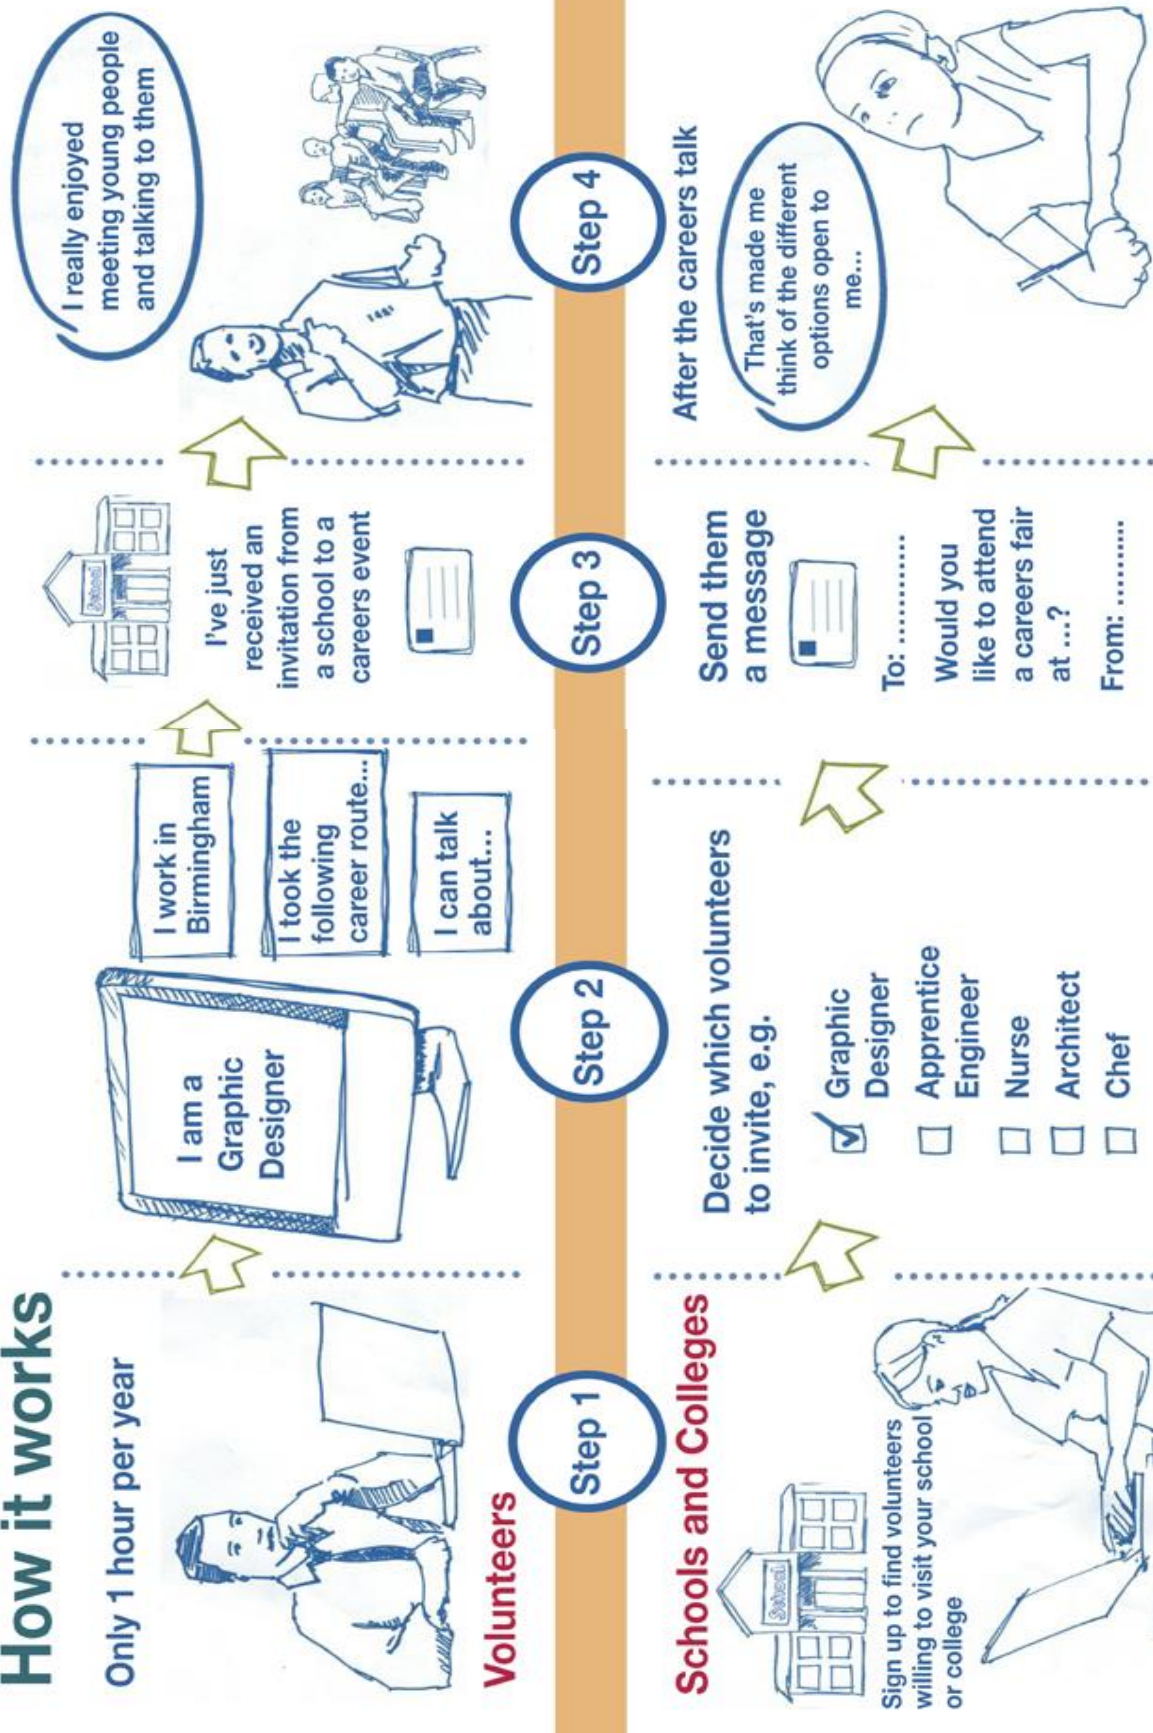 How it works
Only 1 hour per year
Volunteers
I am a
Graphic
Designer
I work in
Birmingham
I took the
following
career route...
I can talk
about...
School
I've just
received an
invitation from
a school to a
careers event
I really enjoyed
meeting young people
and talking to them
Step 1
Step 2
Step 3
Step 4
Schools and Colleges
School
Sign up to find volunteers
willing to visit your school
or college
Decide which volunteers
to invite, e.g.
Graphic
Designer
Apprentice
Engineer
Nurse
Architect
Chef
Send them
a message
To: ..............
Would you
like to attend
a careers fair
at ...?
From: ...........
After the careers talk
That's made me
think of the different
options open to
me...